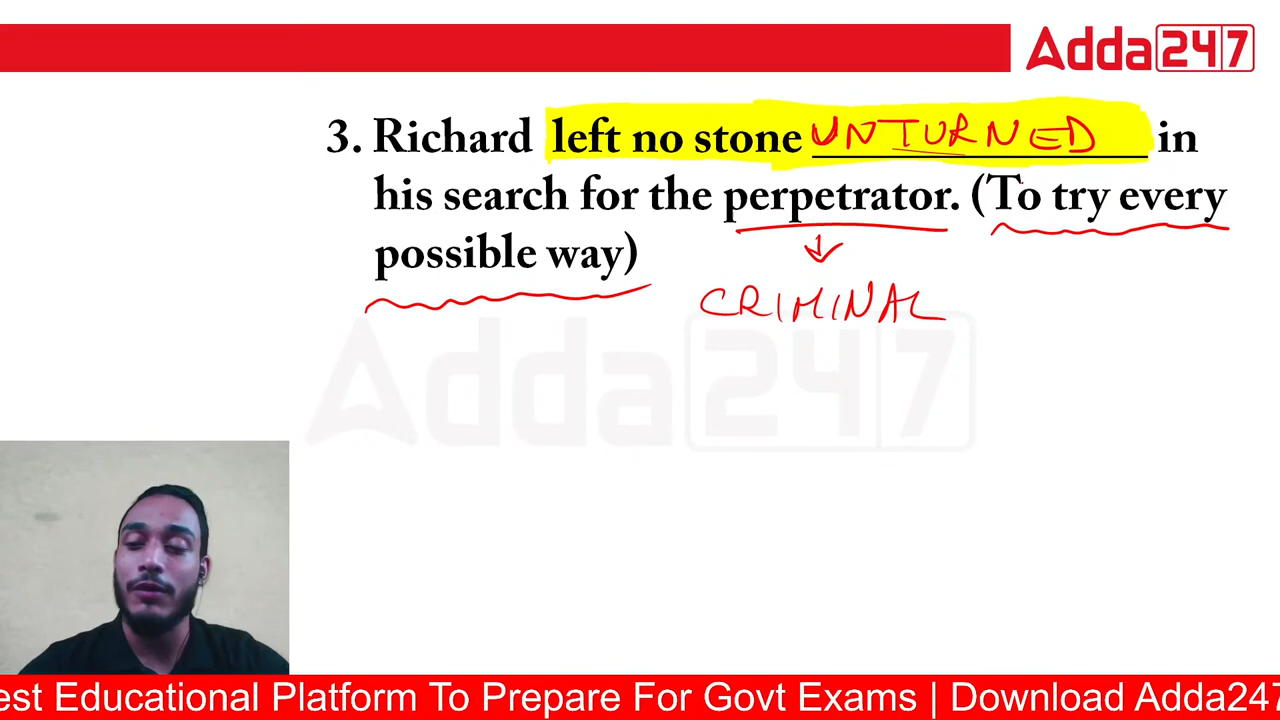 Adda247
3. Richard left no stone UNTURNED in
his search for the perpetrator. (To try every
possible way)
CRIMINAL
Adda247
est Educational Platform To Prepare For Govt Exams | Download Adda247